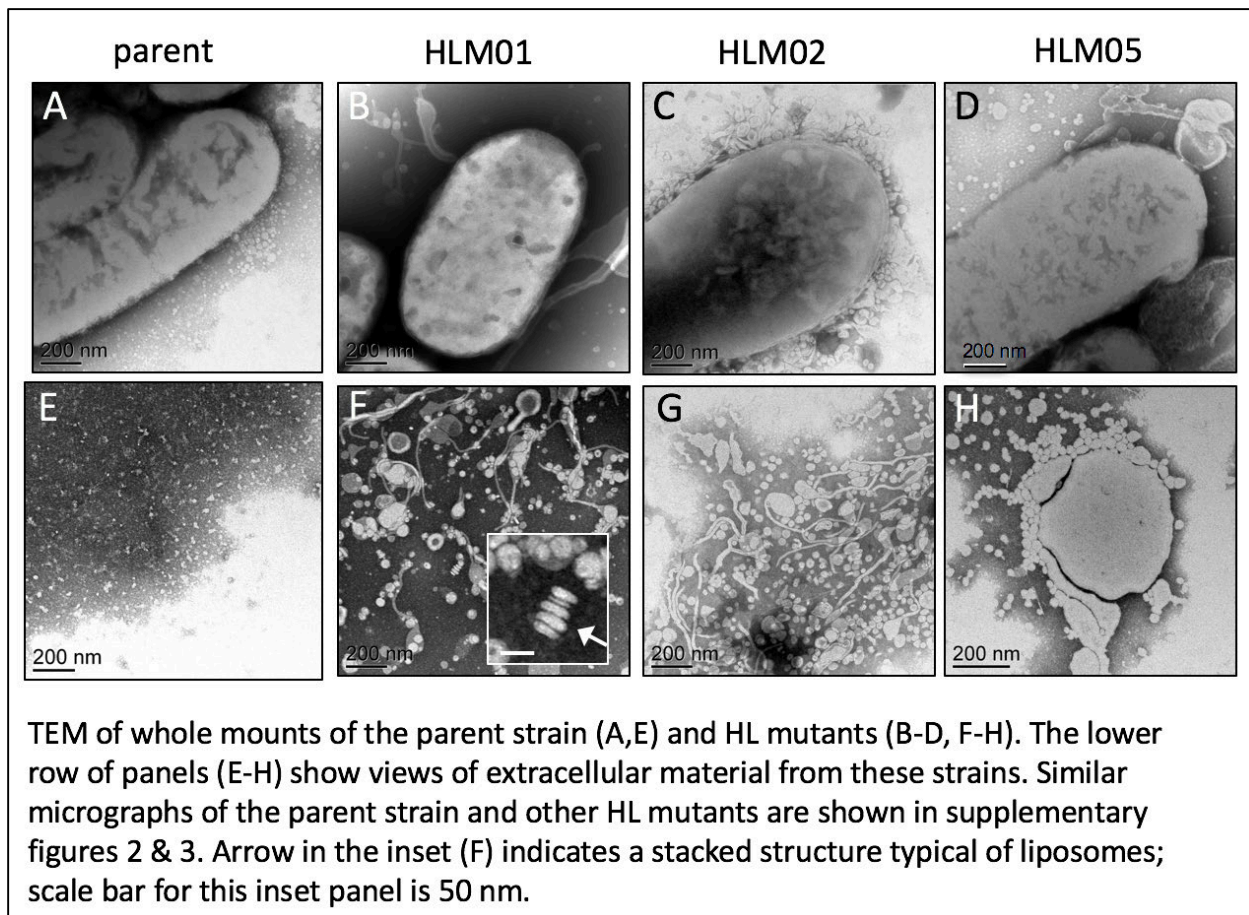 parent HLM01 HLM02 HLM05
A B C D
200 nm 200 nm 200 nm 200 nm
E F G H
200 nm 200 nm 200 nm 200 nm
TEM of whole mounts of the parent strain (A,E) and HL mutants (B-D, F-H). The lower
row of panels (E-H) show views of extracellular material from these strains. Similar
micrographs of the parent strain and other HL mutants are shown in supplementary
figures 2 & 3. Arrow in the inset (F) indicates a stacked structure typical of liposomes;
scale bar for this inset panel is 50 nm.